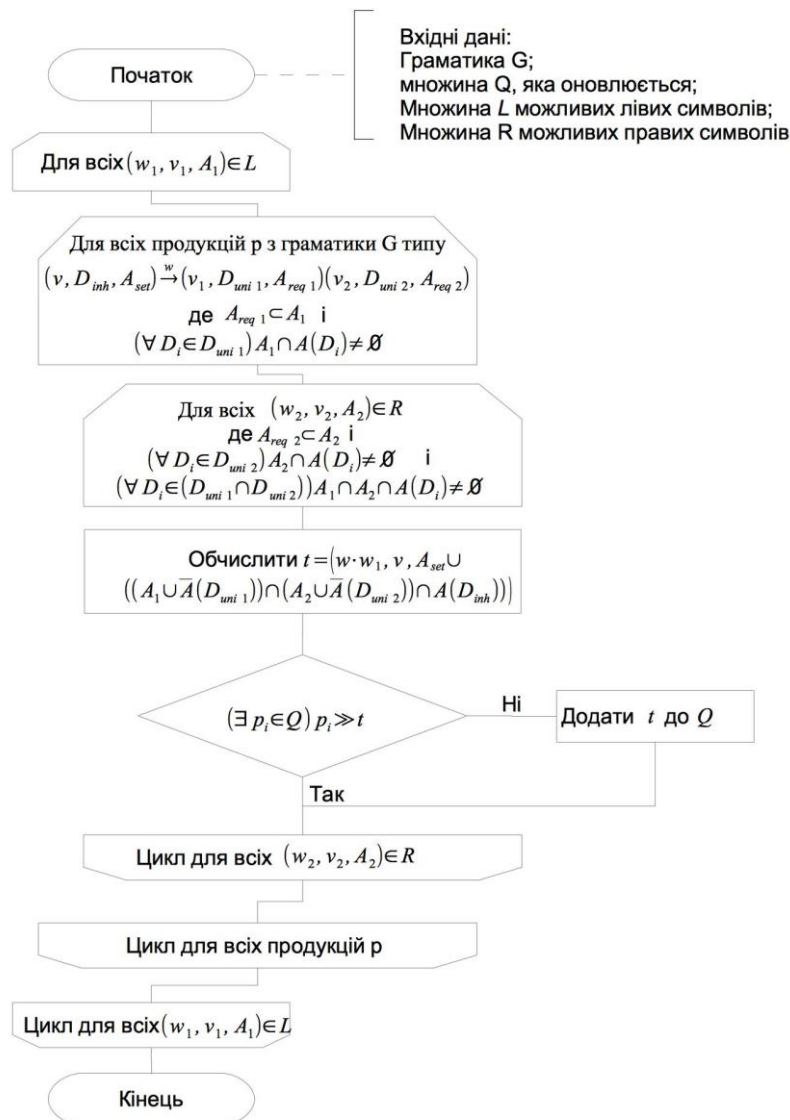 Початок
Вхідні дані:
Граматика G;
множина Q, яка оновлюється;
Множина L можливих лівих символів;
Множина R можливих правих символів
Для всіх (w₁, v₁, A₁)∈L
Для всіх продукцій p з граматики G типу
(v, D_inh, A_set) →^w (v₁, D_uni 1, A_req 1)(v₂, D_uni 2, A_req 2)
де A_req 1⊂A₁ і
(∀ D_i∈D_uni 1) A₁∩A(D_i)≠∅
Для всіх (w₂, v₂, A₂)∈R
де A_req 2⊂A₂ і
(∀ D_i∈D_uni 2) A₂∩A(D_i)≠∅ і
(∀ D_i∈(D_uni 1∩D_uni 2)) A₁∩A₂∩A(D_i)≠∅
Обчислити t=(w·w₁, v, A_set∪
((A₁∪A̅(D_uni 1))∩(A₂∪A̅(D_uni 2))∩A(D_inh)))
(∃ p_i∈Q) p_i≫t
Ні
Додати t до Q
Так
Цикл для всіх (w₂, v₂, A₂)∈R
Цикл для всіх продукцій p
Цикл для всіх(w₁, v₁, A₁)∈L
Кінець